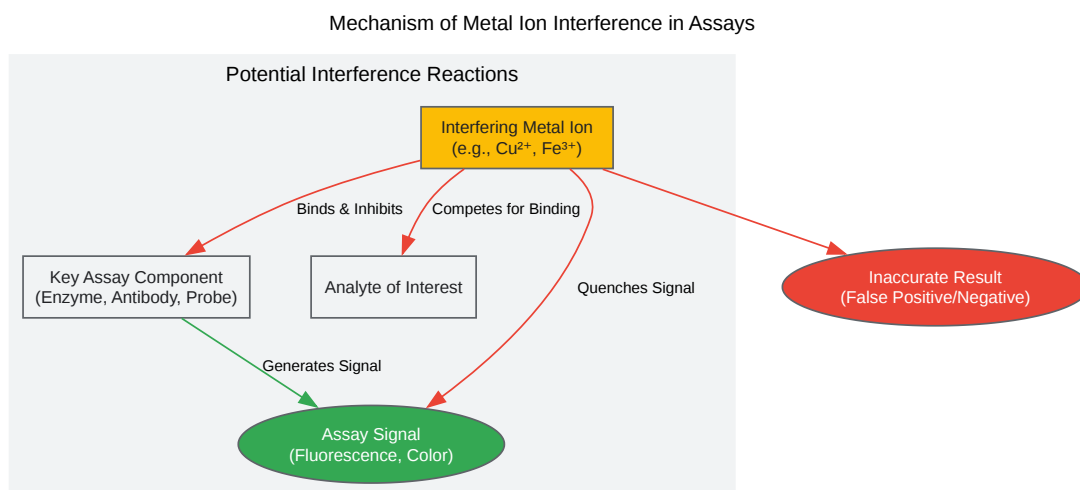 Mechanism of Metal Ion Interference in Assays
Potential Interference Reactions
Interfering Metal Ion
(e.g., Cu²⁺, Fe³⁺)
Binds & Inhibits
Competes for Binding
Key Assay Component
(Enzyme, Antibody, Probe)
Analyte of Interest
Quenches Signal
Inaccurate Result
(False Positive/Negative)
Generates Signal
Assay Signal
(Fluorescence, Color)